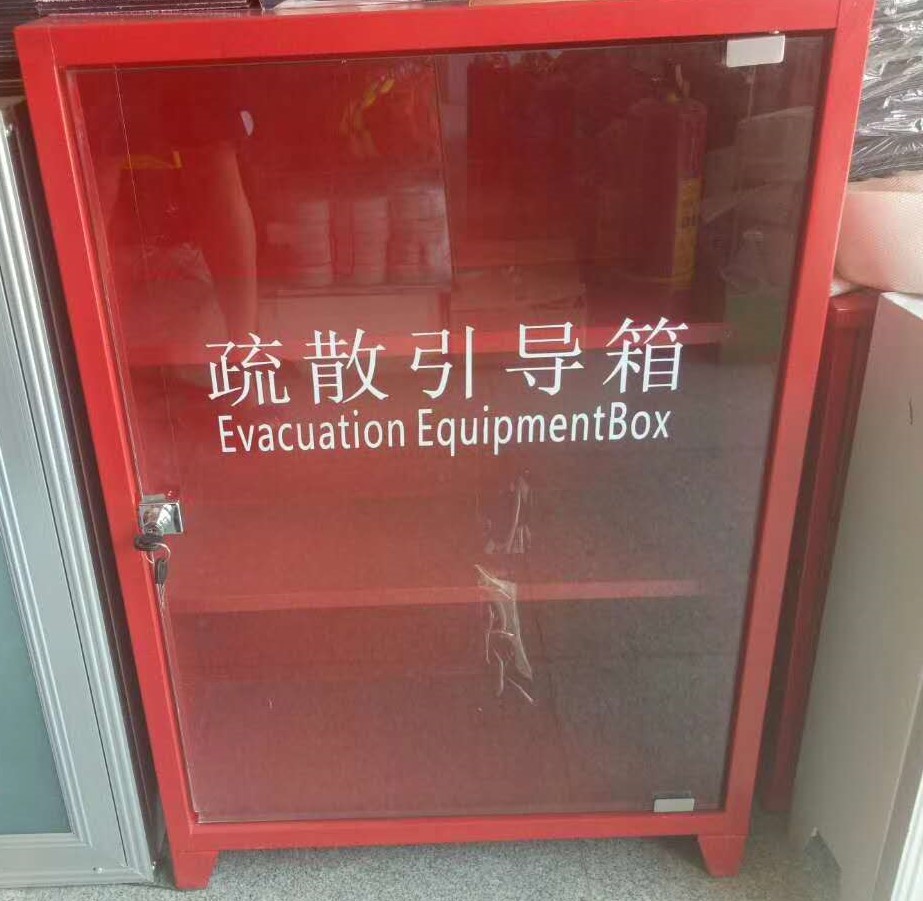 疏散引导箱
Evacuation EquipmentBox